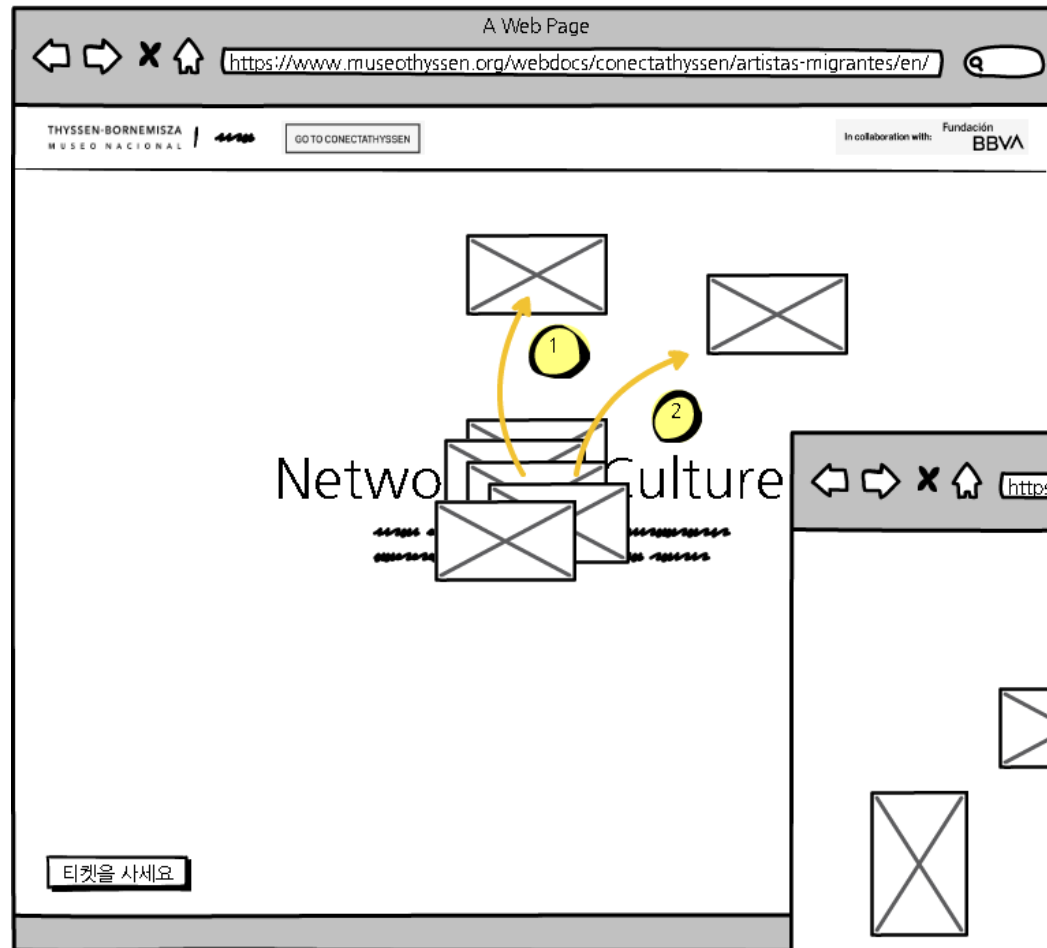 A Web Page
https://www.museothyssen.org/webdocs/conectathyssen/artistas-migrantes/en/
THYSSEN-BORNEMISZA
MUSEO NACIONAL
GO TO CONECTATHYSSEN
In collaboration with:
Fundación
BBVA
1
2
Netwo Culture
https
티켓을 사세요